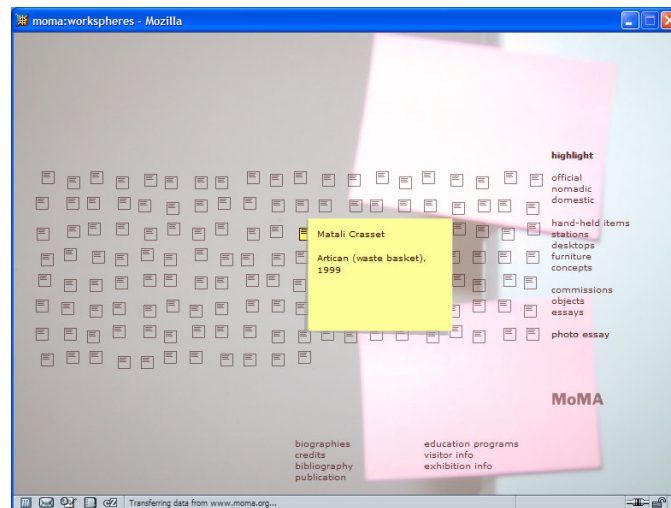 moma:workspheres - Mozilla
highlight
official
nomadic
domestic
hand-held items
stations
desktops
furniture
concepts
commissions
objects
essays
photo essay
Matali Crasset
Artican (waste basket),
1999
MoMA
biographies
credits
bibliography
publication
education programs
visitor info
exhibition info
Transferring data from www.moma.org...